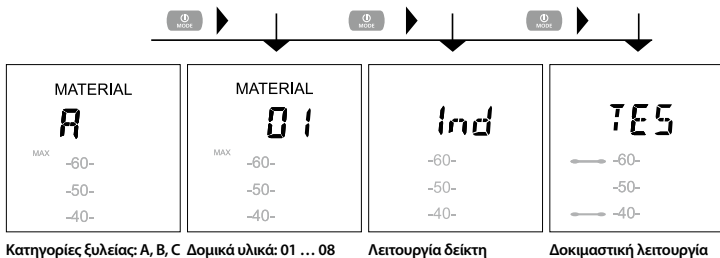 MODE MODE MODE
MATERIAL MATERIAL
A 01 Ind TES
MAX -60- MAX -60- -60- -60-
-50- -50- -50- -50-
-40- -40- -40- -40-
Κατηγορίες ξυλείας: A, B, C Δομικά υλικά: 01 … 08 Λειτουργία δείκτη Δοκιμαστική λειτουργία